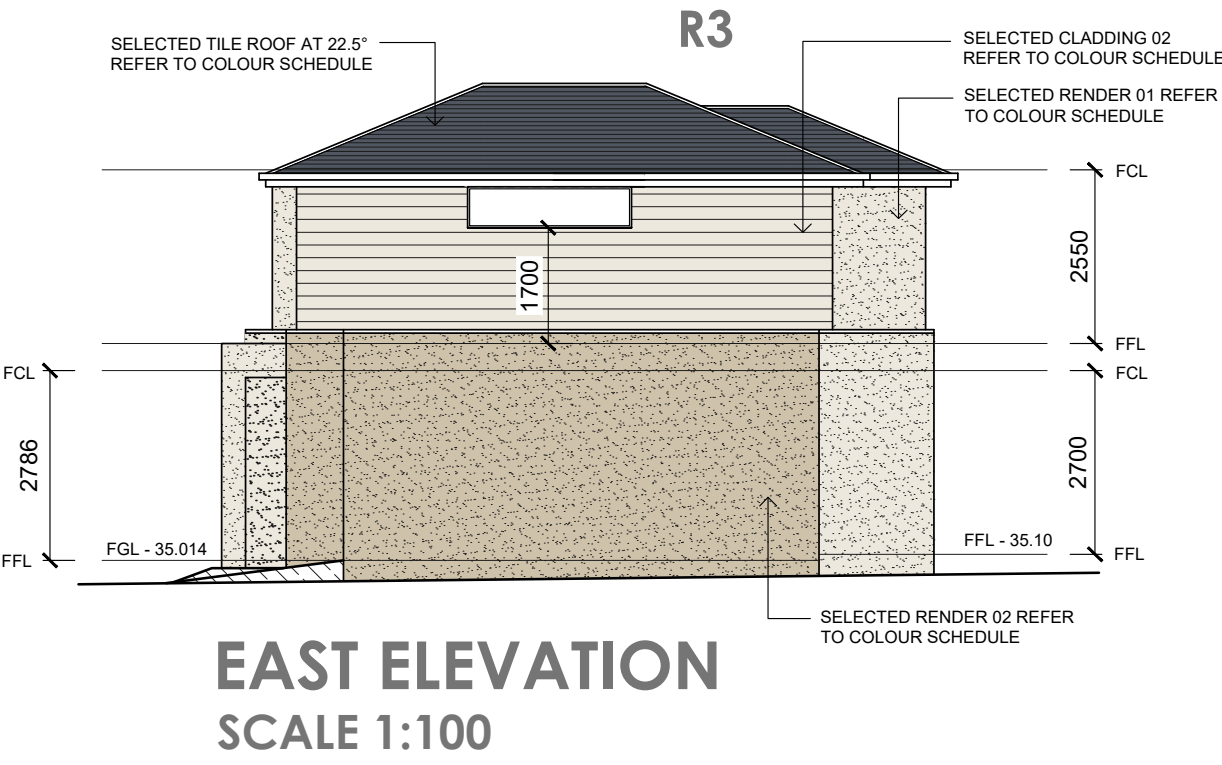 R3
SELECTED TILE ROOF AT 22.5°
REFER TO COLOUR SCHEDULE
SELECTED CLADDING 02
REFER TO COLOUR SCHEDULE
SELECTED RENDER 01 REFER
TO COLOUR SCHEDULE
FCL
2550
1700
FFL
FCL
FCL
2786
2700
FGL - 35.014
FFL - 35.10
FFL
FFL
SELECTED RENDER 02 REFER
TO COLOUR SCHEDULE
EAST ELEVATION
SCALE 1:100